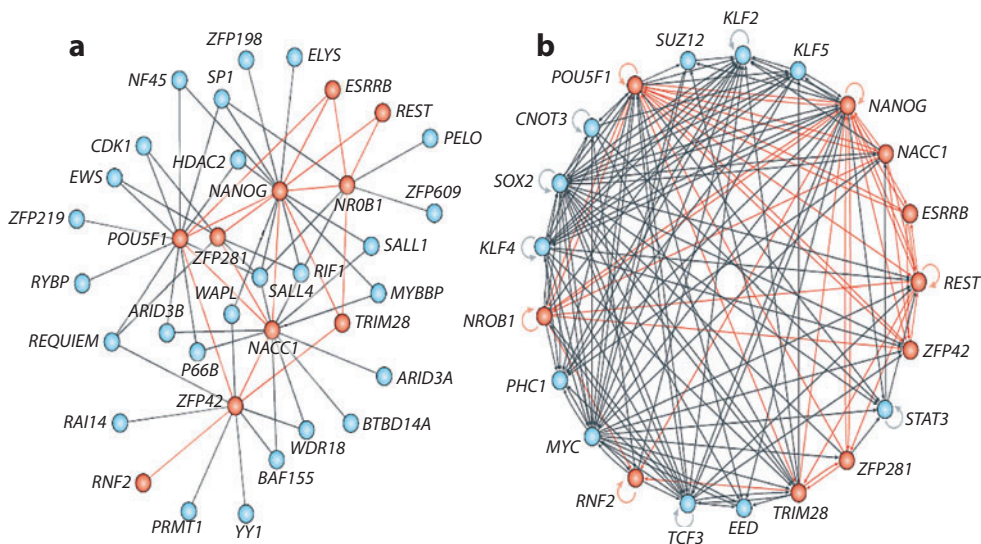 a
ZFP198
ELYS
NF45
SP1
ESRRB
REST
CDK1
HDAC2
PELO
EWS
NANOG
NR0B1
ZFP609
ZFP219
POU5F1
ZFP281
SALL1
RYBP
WAPL
SALL4
RIF1
MYBBP
ARID3B
REQUIEM
P66B
NACC1
TRIM28
ARID3A
ZFP42
RAI14
WDR18
BTBD14A
BAF155
RNF2
PRMT1
YY1
b
KLF2
SUZ12
KLF5
POU5F1
NANOG
CNOT3
NACC1
SOX2
ESRRB
KLF4
REST
NROB1
ZFP42
PHC1
STAT3
MYC
ZFP281
RNF2
TRIM28
TCF3
EED